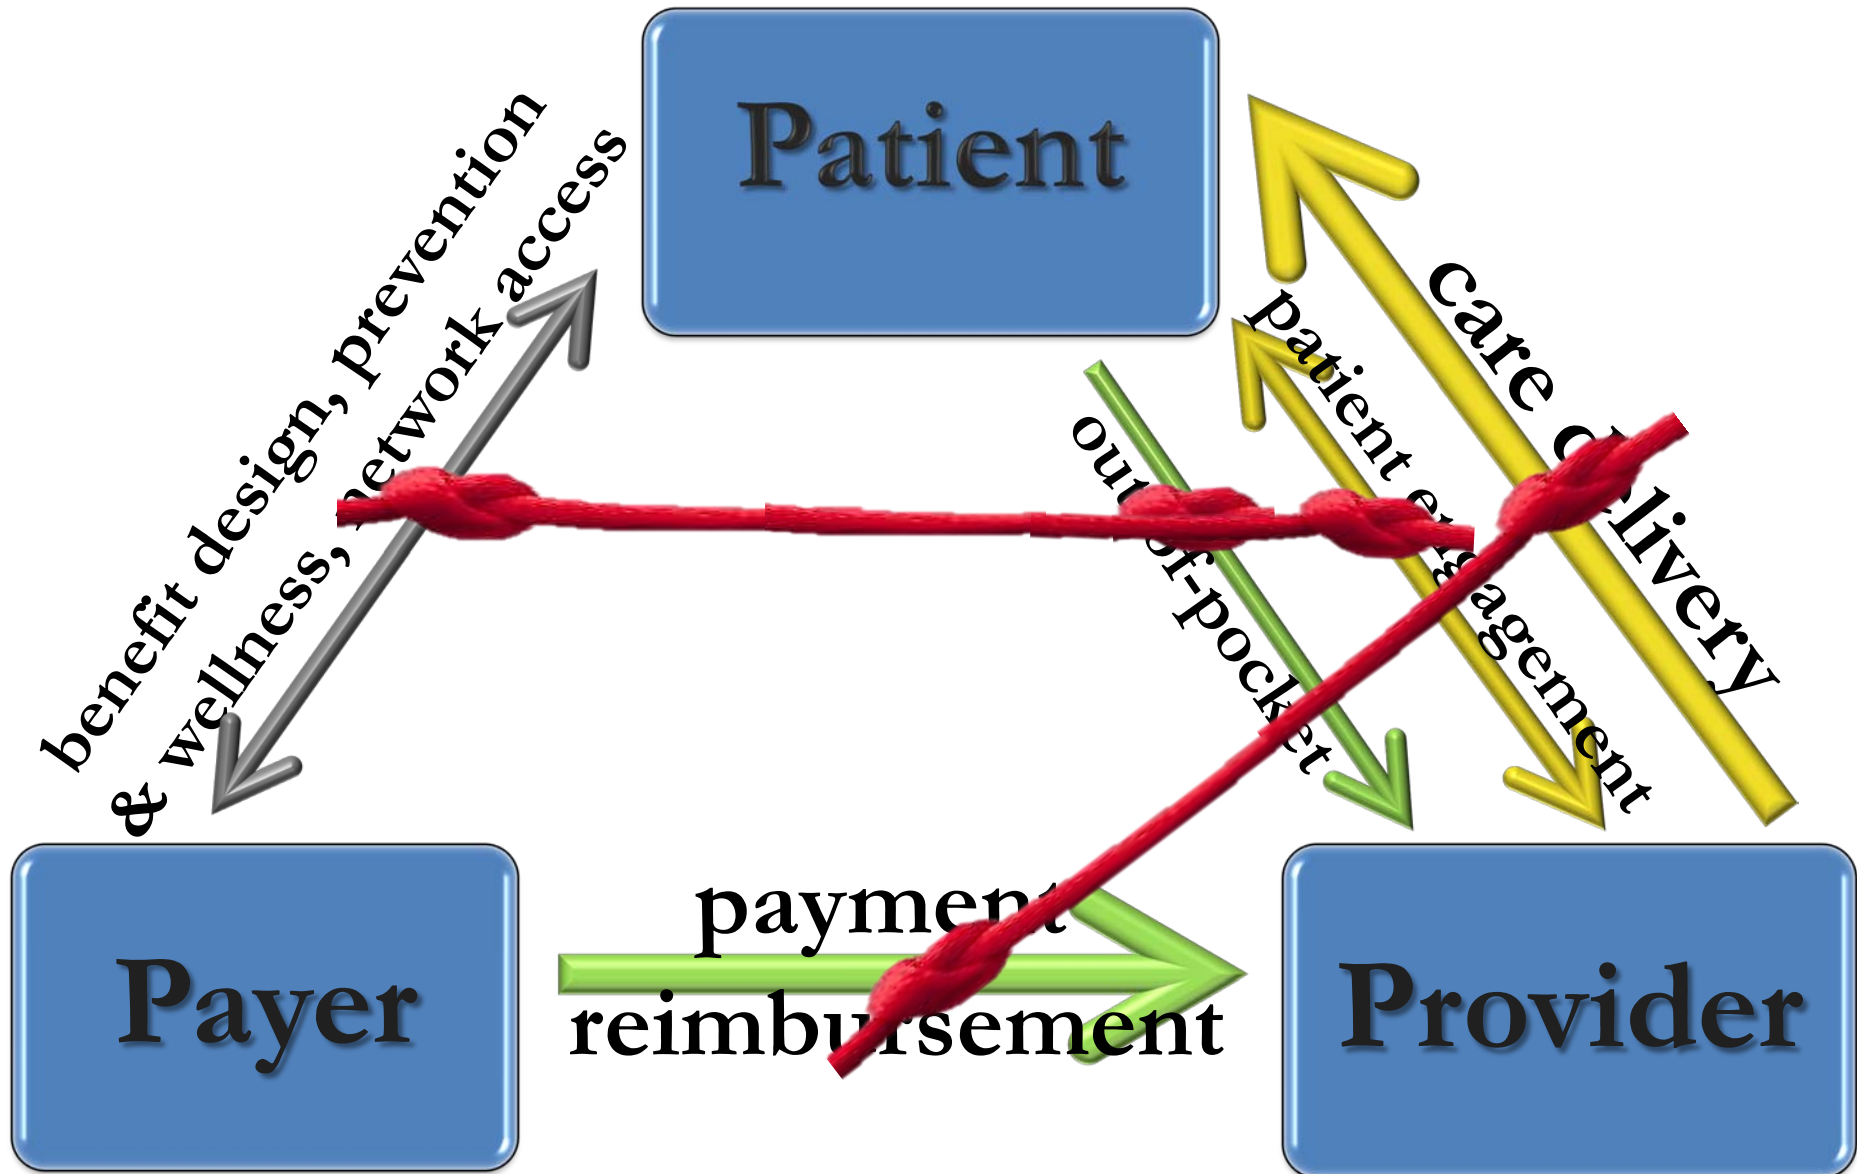 Patient
benefit design, prevention
& wellness, network access
care delivery
patient engagement
out-of-pocket
payment
reimbursement
Payer
Provider